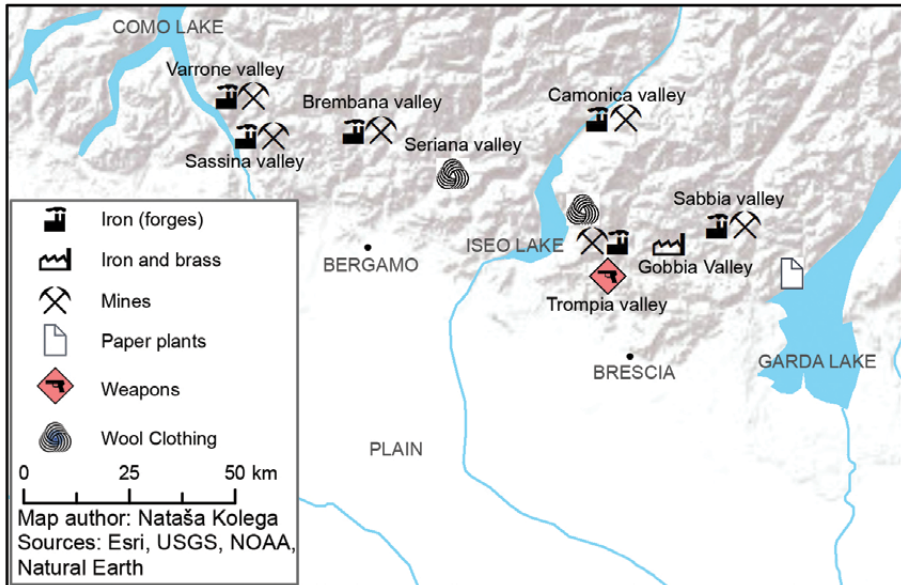 COMO LAKE
Varrone valley
Brembana valley
Camonica valley
Sassina valley
Seriana valley
Sabbia valley
ISEO LAKE
BERGAMO
Gobbia Valley
Trompia valley
BRESCIA
GARDA LAKE
PLAIN
Iron (forges)
Iron and brass
Mines
Paper plants
Weapons
Wool Clothing
0 25 50 km
Map author: Nataša Kolega
Sources: Esri, USGS, NOAA,
Natural Earth